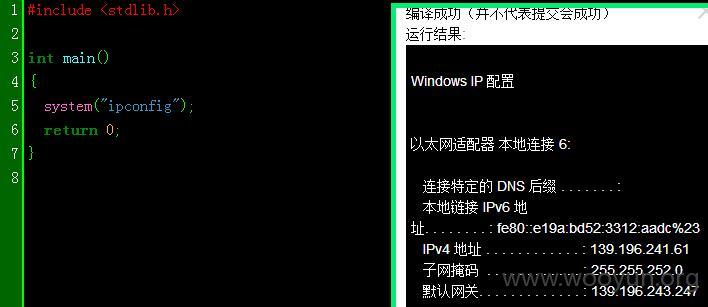 1 #include <stdlib.h>
2
3 int main()
4 {
5 system("ipconfig");
6 return 0;
7 }
8
编译成功（并不代表提交会成功）
运行结果:
Windows IP 配置
以太网适配器 本地连接 6:
连接特定的 DNS 后缀 . . . . . . . :
本地链接 IPv6 地
址. . . . . . . . : fe80::e19a:bd52:3312:aadc%23
IPv4 地址 . . . . . . . . . . . . : 139.196.241.61
子网掩码 . . . . . . . . . . . . : 255.255.252.0
默认网关. . . . . . . . . . . . . : 139.196.243.247
www.wooyun.org